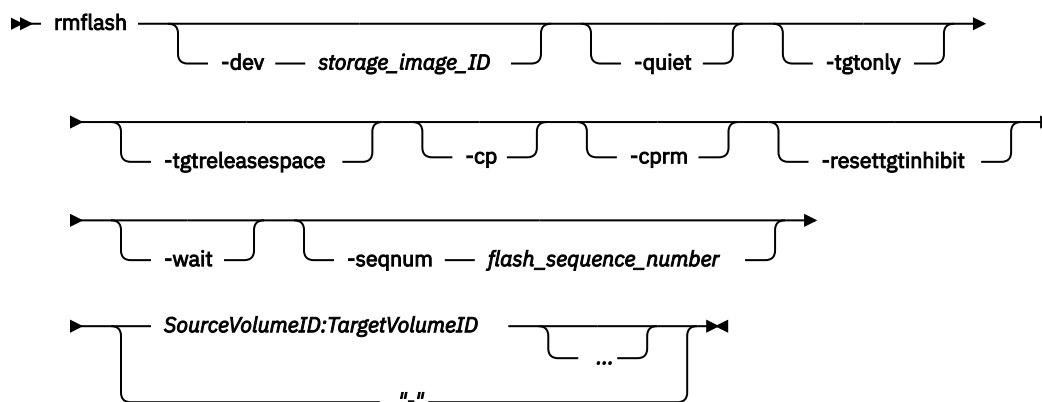 rmflash
-dev storage_image_ID -quiet -tgtonly
-tgtreleasespace -cp -cprm -resettgtinhibit
-wait -seqnum flash_sequence_number
SourceVolumeID:TargetVolumeID
...
"-"